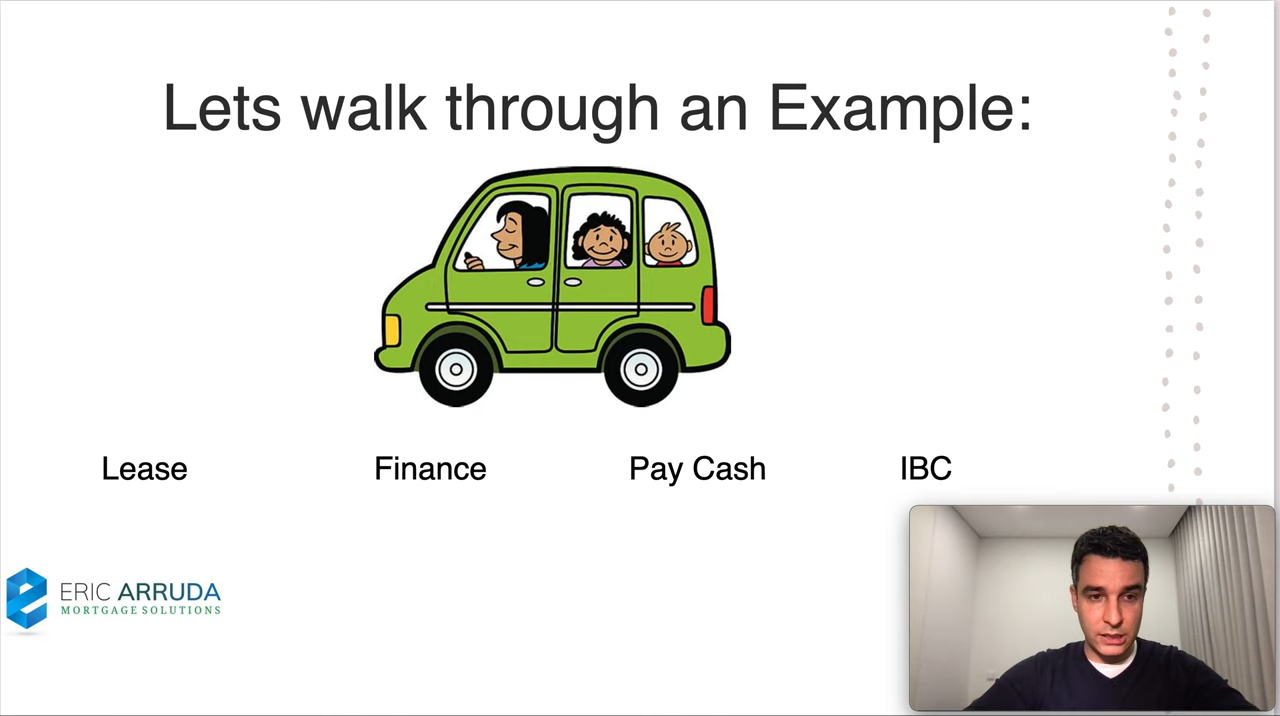 Lets walk through an Example:
Lease Finance Pay Cash IBC
ERIC ARRUDA
MORTGAGE SOLUTIONS